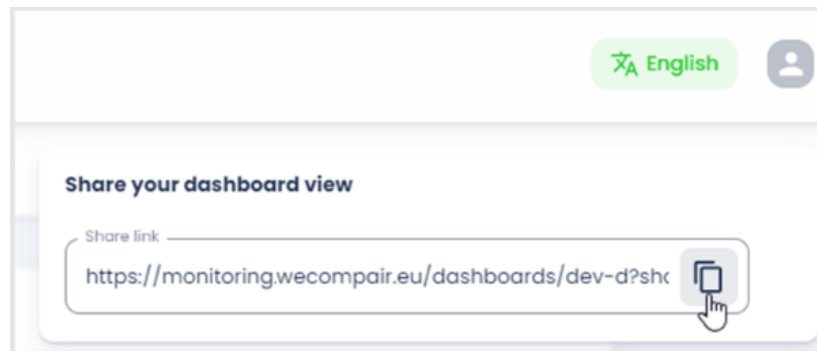 English
Share your dashboard view
Share link
https://monitoring.wecompair.eu/dashboards/dev-d?sh